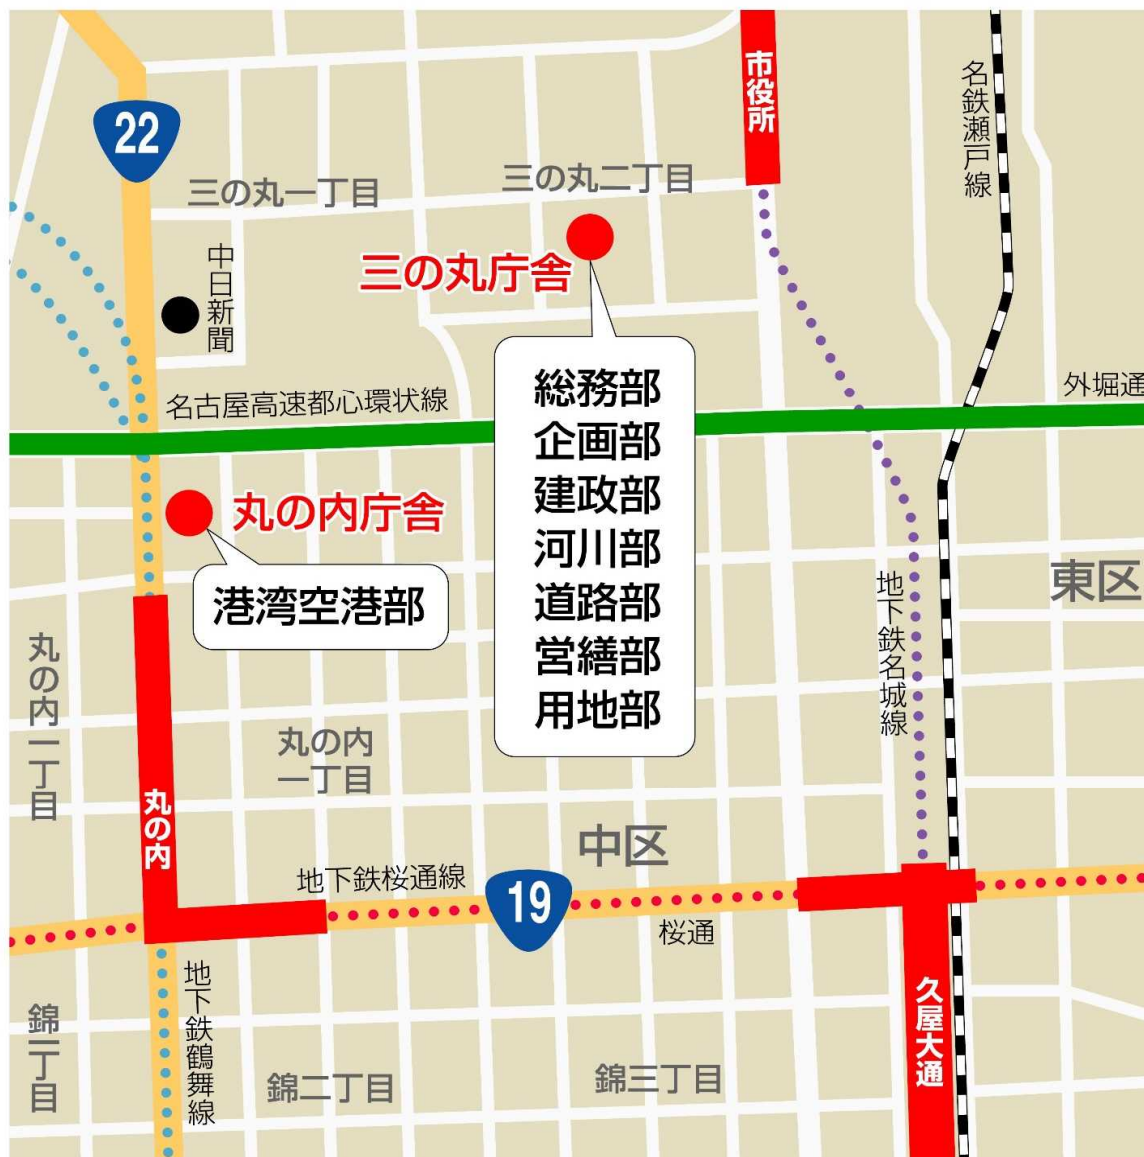 市役所
名鉄瀬戸線
22
三の丸一丁目
三の丸二丁目
中日新聞
三の丸庁舎
総務部
企画部
建政部
河川部
道路部
営繕部
用地部
名古屋高速都心環状線
外堀通
丸の内庁舎
港湾空港部
東区
地下鉄名城線
丸の内一丁目
丸の内
一丁目
丸の内
中区
地下鉄桜通線
19
桜通
地下鉄鶴舞線
久屋大通
錦一丁目
錦二丁目
錦三丁目